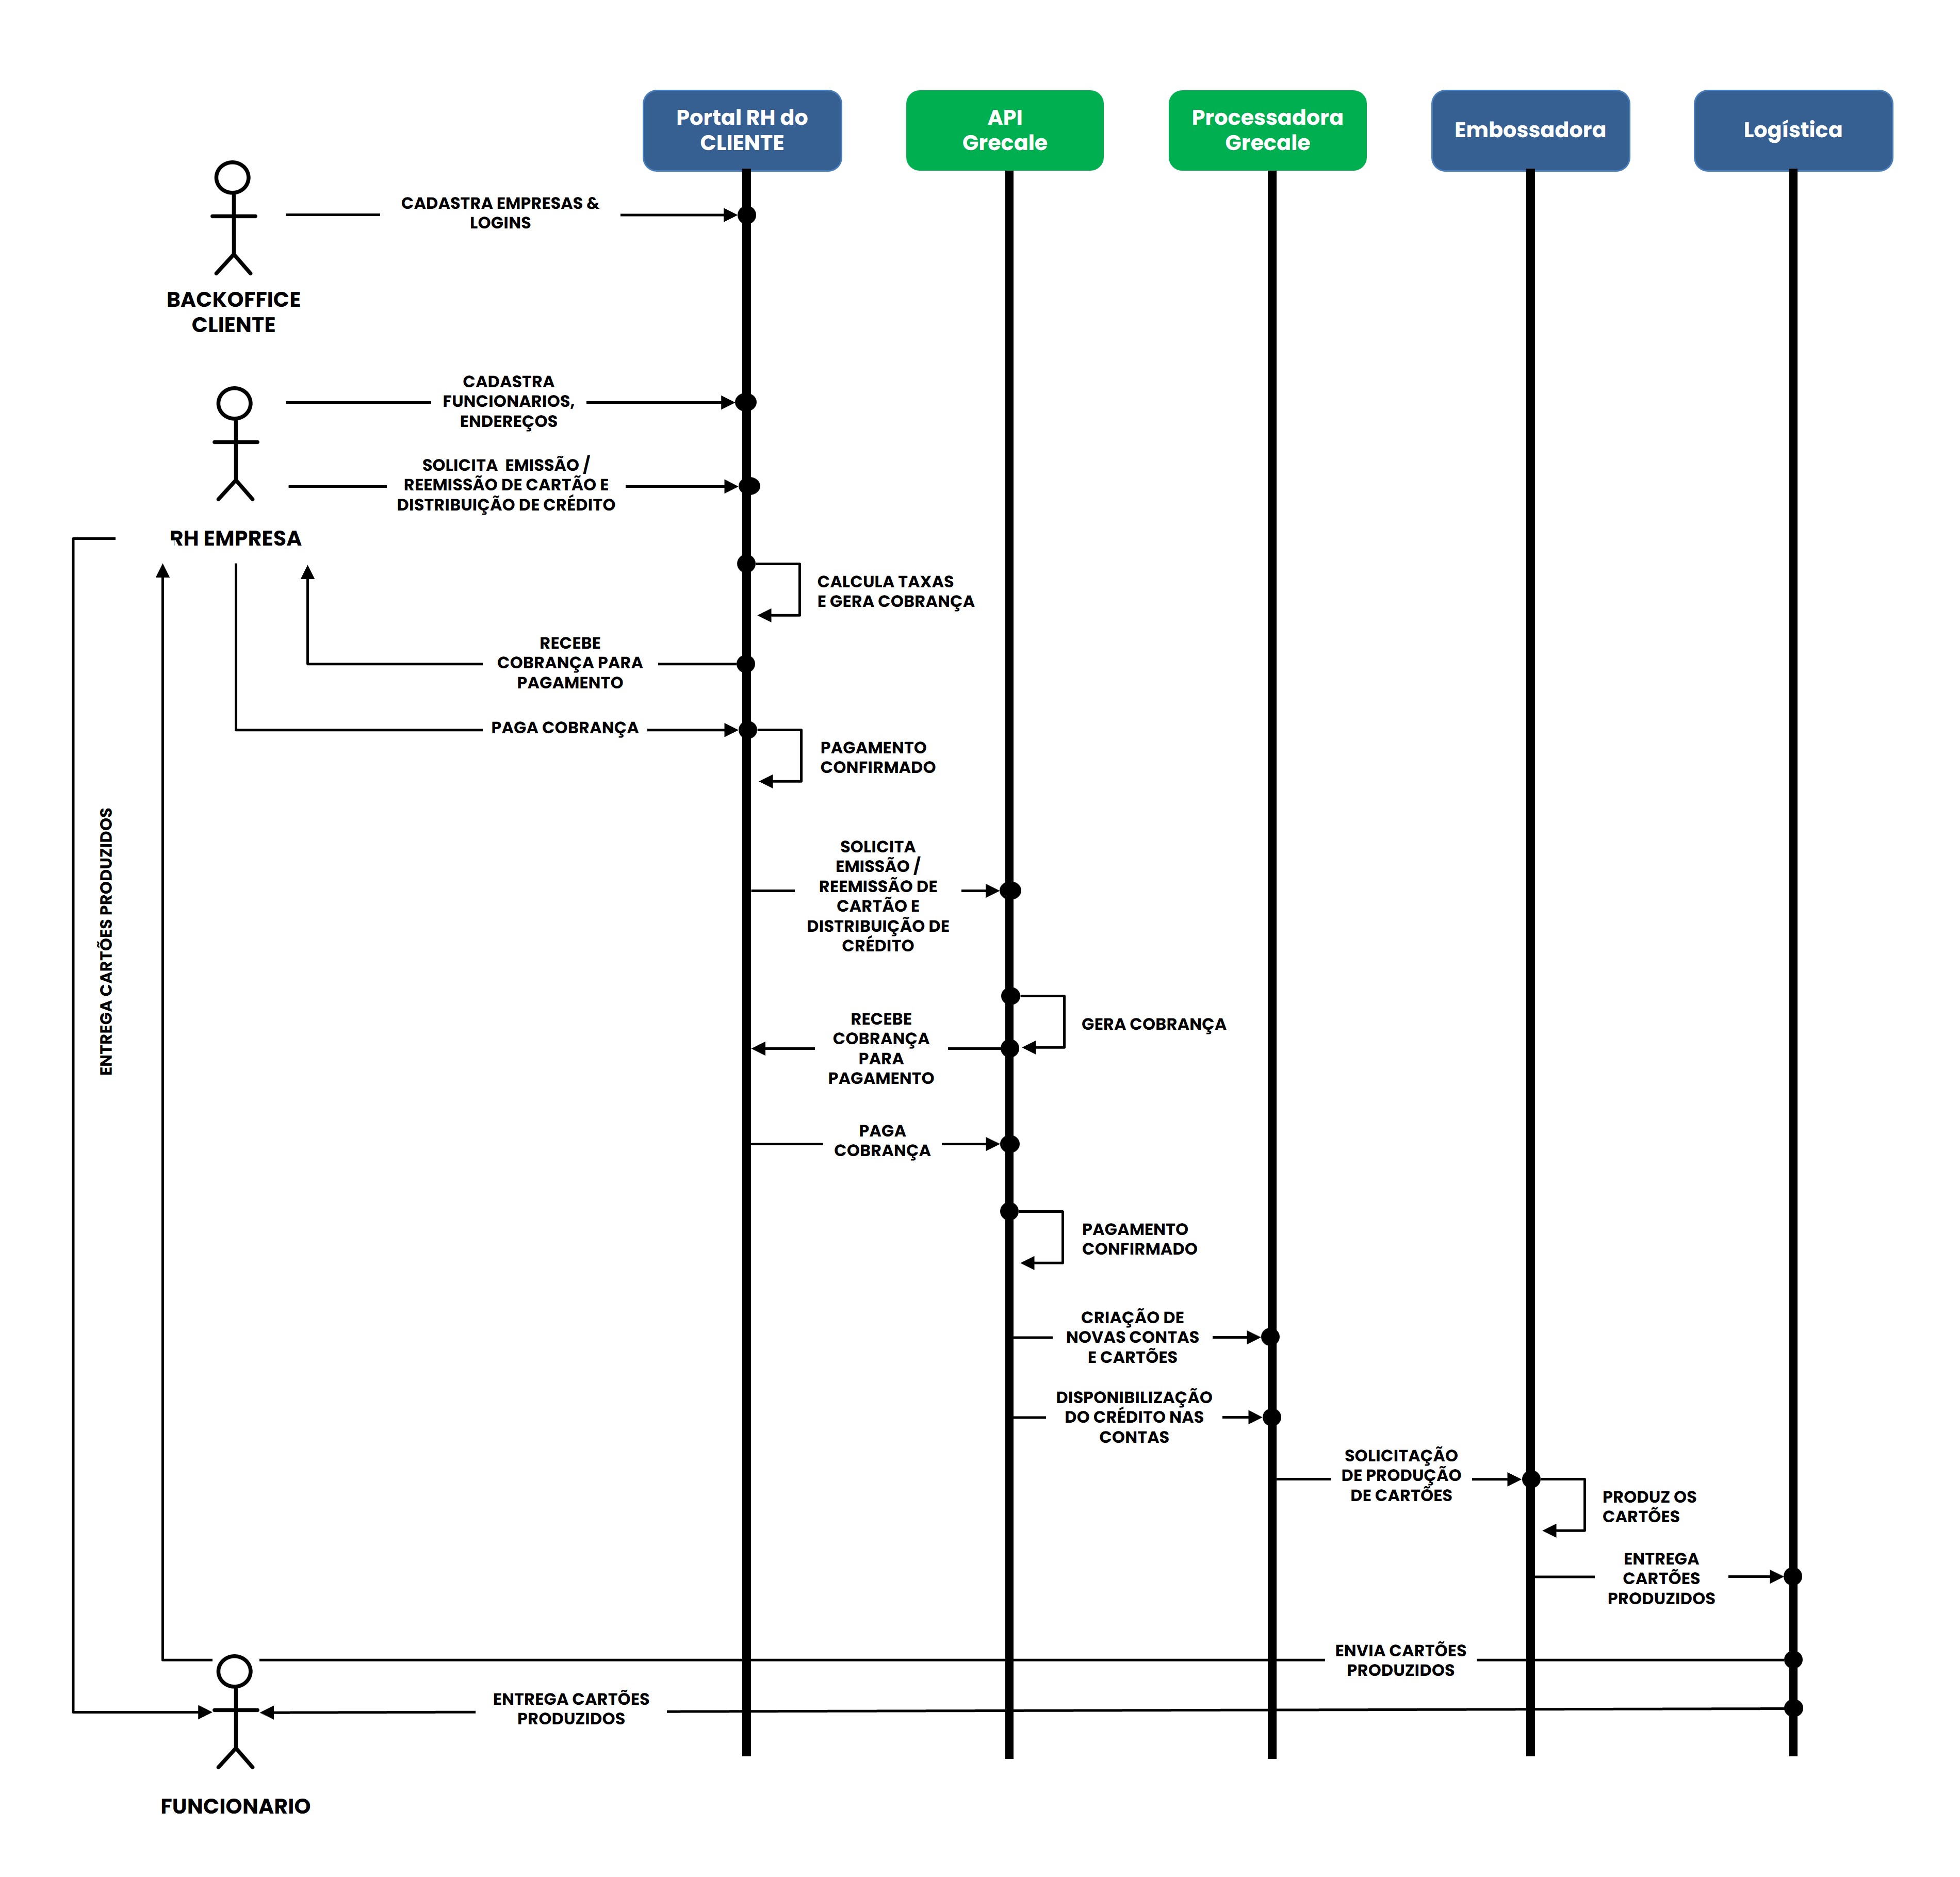 Portal RH do
CLIENTE
API
Grecale
Processadora
Grecale
Embossadora
Logística
CADASTRA EMPRESAS &
LOGINS
BACKOFFICE
CLIENTE
CADASTRA
FUNCIONARIOS,
ENDEREÇOS
SOLICITA EMISSÃO /
REEMISSÃO DE CARTÃO E
DISTRIBUIÇÃO DE CRÉDITO
RH EMPRESA
CALCULA TAXAS
E GERA COBRANÇA
RECEBE
COBRANÇA PARA
PAGAMENTO
PAGA COBRANÇA
PAGAMENTO
CONFIRMADO
ENTREGA CARTÕES PRODUZIDOS
SOLICITA
EMISSÃO /
REEMISSÃO DE
CARTÃO E
DISTRIBUIÇÃO DE
CRÉDITO
GERA COBRANÇA
RECEBE
COBRANÇA
PARA
PAGAMENTO
PAGA
COBRANÇA
PAGAMENTO
CONFIRMADO
CRIAÇÃO DE
NOVAS CONTAS
E CARTÕES
DISPONIBILIZAÇÃO
DO CRÉDITO NAS
CONTAS
SOLICITAÇÃO
DE PRODUÇÃO
DE CARTÕES
PRODUZ OS
CARTÕES
ENTREGA
CARTÕES
PRODUZIDOS
ENVIA CARTÕES
PRODUZIDOS
ENTREGA CARTÕES
PRODUZIDOS
FUNCIONARIO